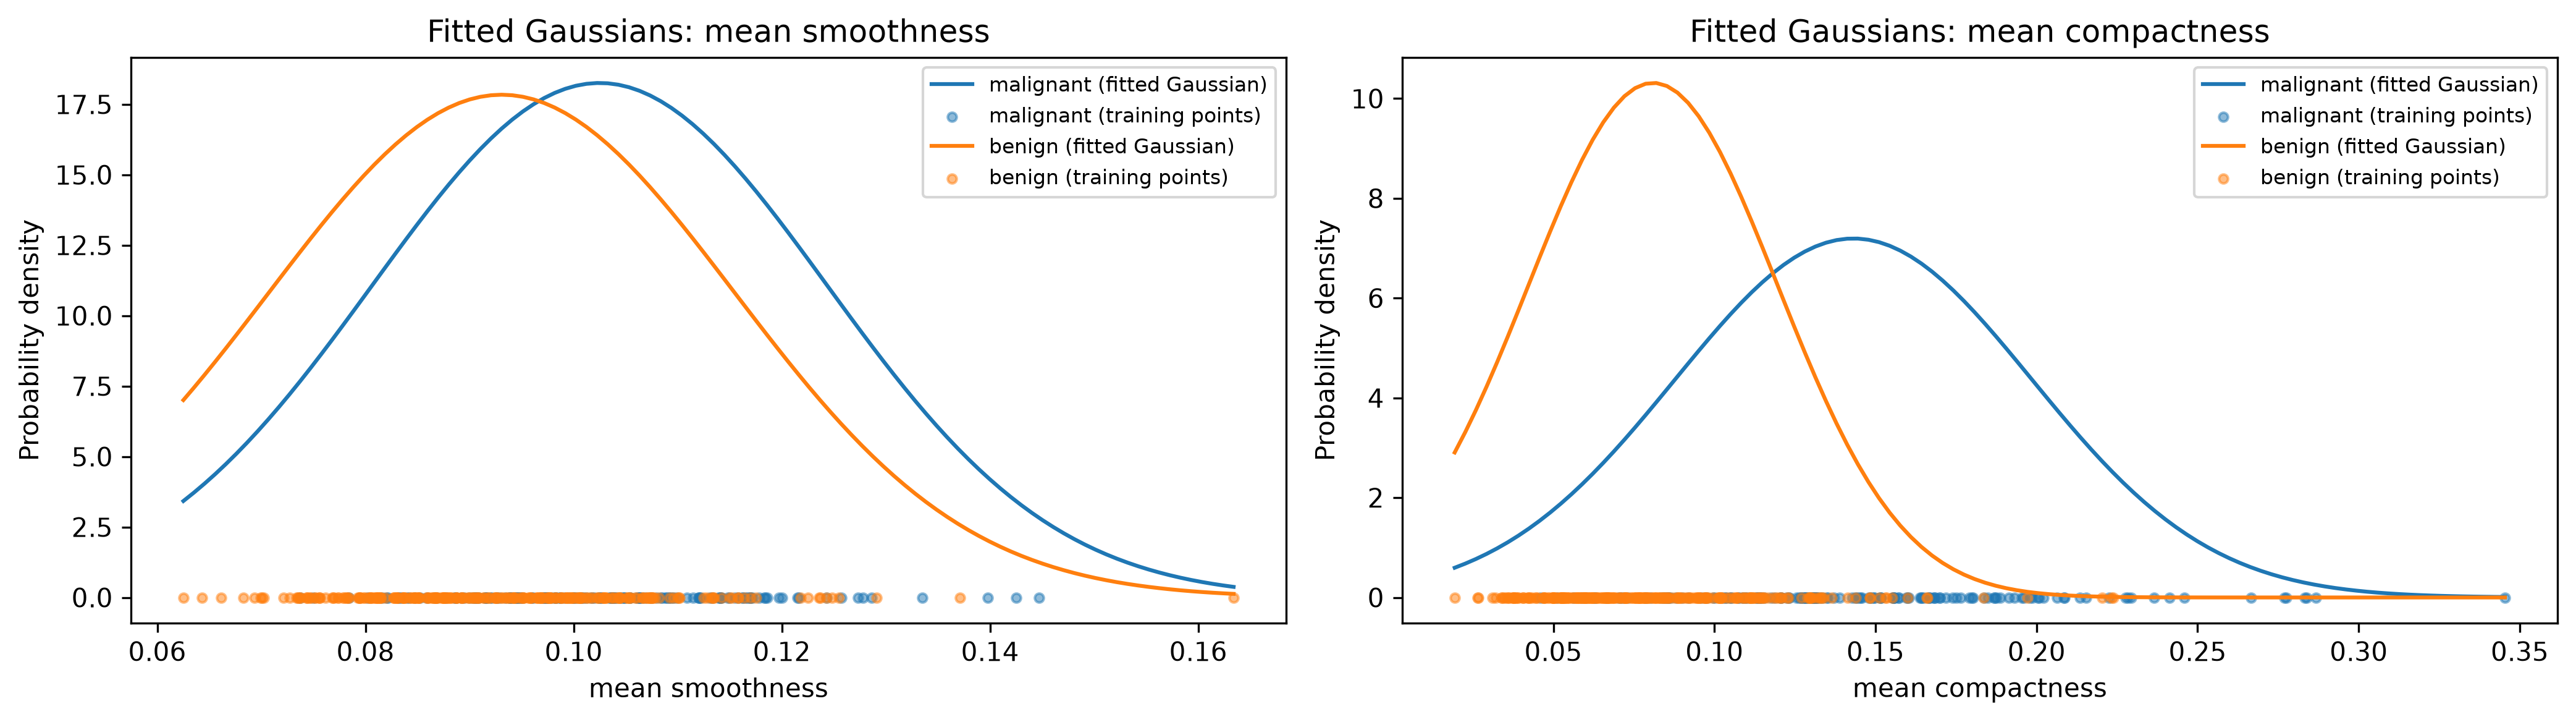 Fitted Gaussians: mean smoothness
Probability density
17.5
15.0
12.5
10.0
7.5
5.0
2.5
0.0
0.06 0.08 0.10 0.12 0.14 0.16
mean smoothness
malignant (fitted Gaussian)
malignant (training points)
benign (fitted Gaussian)
benign (training points)
Fitted Gaussians: mean compactness
Probability density
10
8
6
4
2
0
0.05 0.10 0.15 0.20 0.25 0.30 0.35
mean compactness
malignant (fitted Gaussian)
malignant (training points)
benign (fitted Gaussian)
benign (training points)